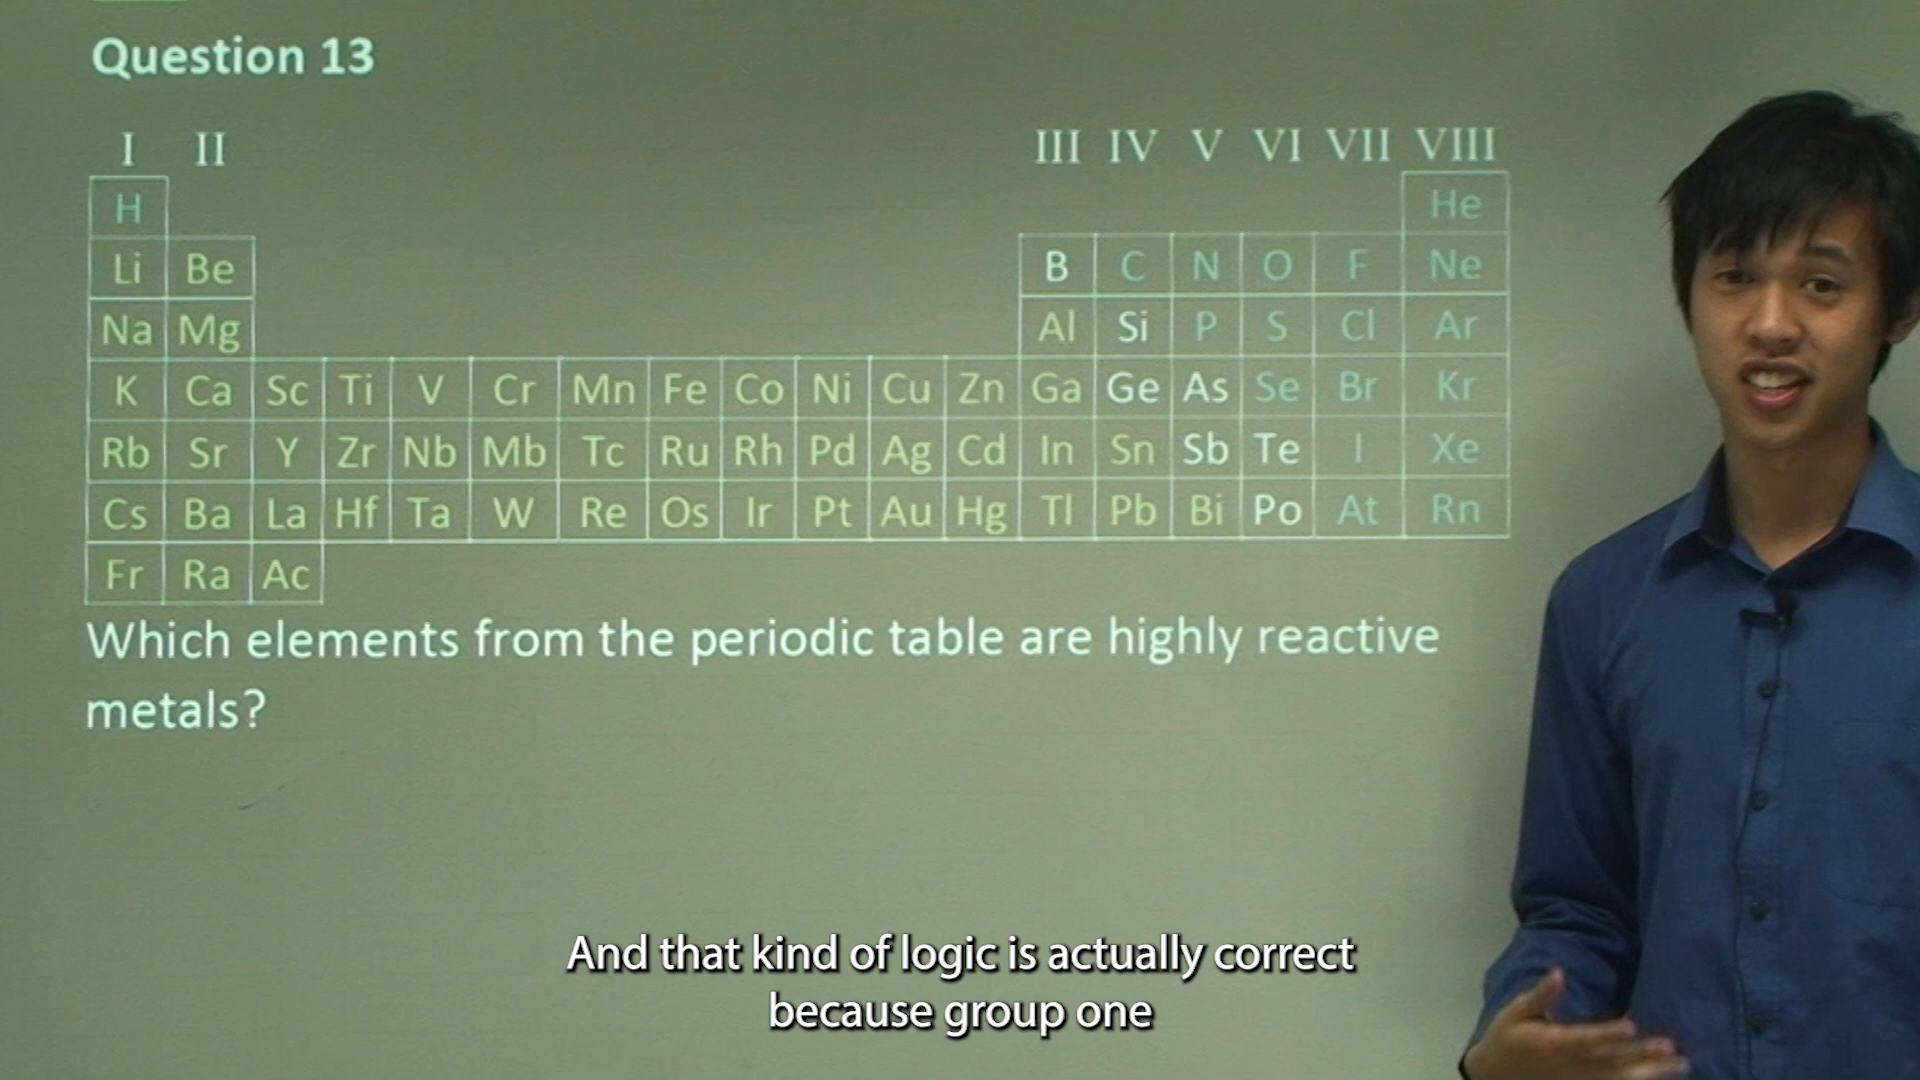 Question 13
I II III IV V VI VII VIII
H He
Li Be B C N O F Ne
Na Mg Al Si P S Cl Ar
K Ca Sc Ti V Cr Mn Fe Co Ni Cu Zn Ga Ge As Se Br Kr
Rb Sr Y Zr Nb Mb Tc Ru Rh Pd Ag Cd In Sn Sb Te I Xe
Cs Ba La Hf Ta W Re Os Ir Pt Au Hg Tl Pb Bi Po At Rn
Fr Ra Ac
Which elements from the periodic table are highly reactive
metals?
And that kind of logic is actually correct
because group one